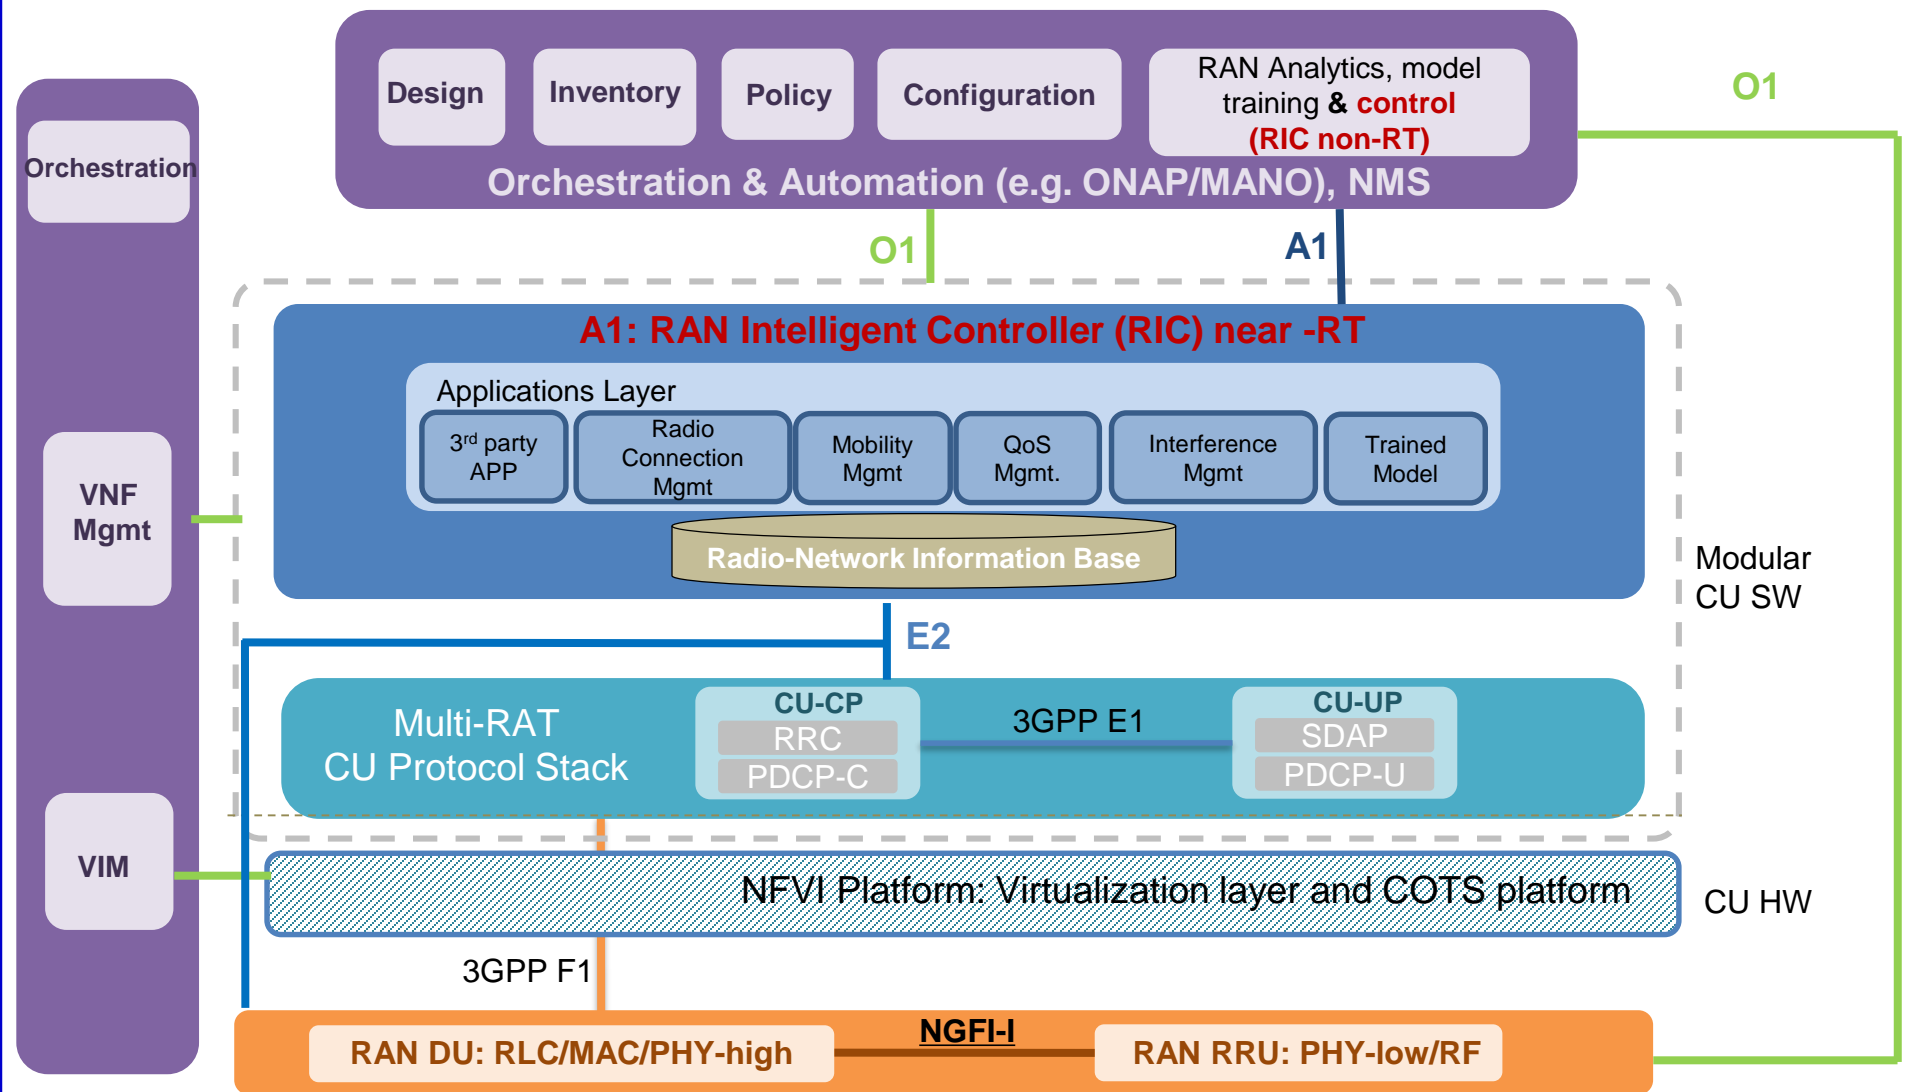 Design
Inventory
Policy
Configuration
RAN Analytics, model
training & control
(RIC non-RT)
Orchestration & Automation (e.g. ONAP/MANO), NMS
O1
Orchestration
O1
A1
A1: RAN Intelligent Controller (RIC) near -RT
Applications Layer
3rd party
APP
Radio
Connection
Mgmt
Mobility
Mgmt
QoS
Mgmt.
Interference
Mgmt
Trained
Model
Radio-Network Information Base
VNF
Mgmt
Modular
CU SW
E2
Multi-RAT
CU Protocol Stack
CU-CP
RRC
PDCP-C
3GPP E1
CU-UP
SDAP
PDCP-U
VIM
NFVI Platform: Virtualization layer and COTS platform
CU HW
3GPP F1
RAN DU: RLC/MAC/PHY-high
NGFI-I
RAN RRU: PHY-low/RF